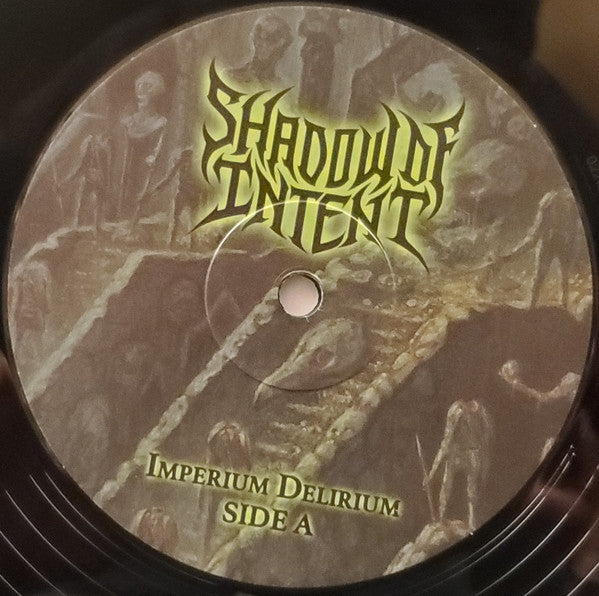 SHADOW OF
INTENT
IMPERIUM DELIRIUM
SIDE A